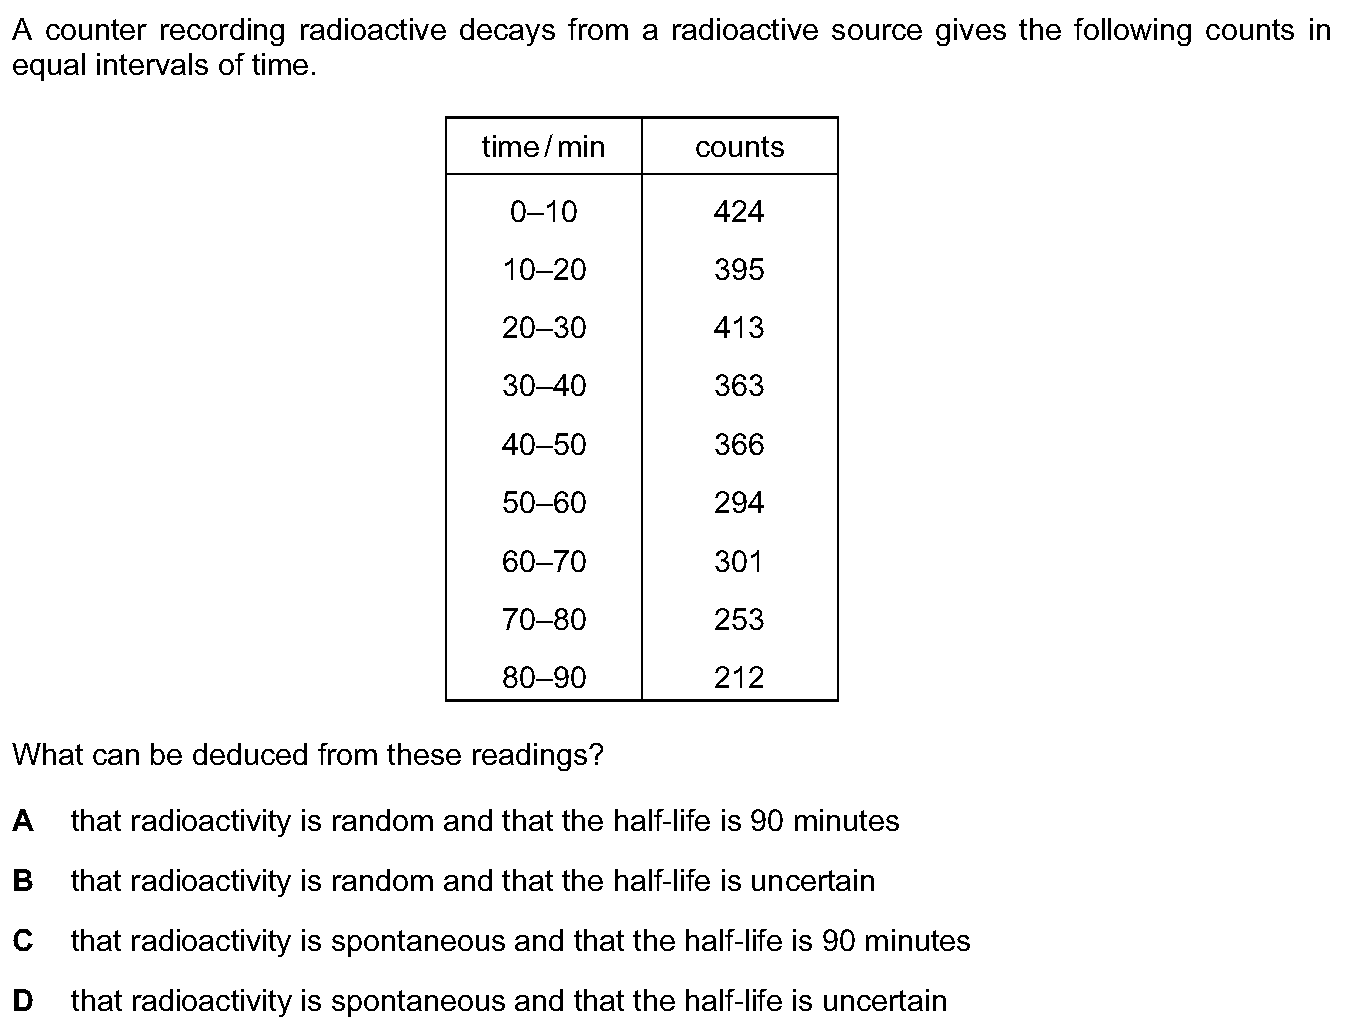 A counter recording radioactive decays from a radioactive source gives the following counts in
equal intervals of time.
time / min counts
0–10 424
10–20 395
20–30 413
30–40 363
40–50 366
50–60 294
60–70 301
70–80 253
80–90 212
What can be deduced from these readings?
A that radioactivity is random and that the half-life is 90 minutes
B that radioactivity is random and that the half-life is uncertain
C that radioactivity is spontaneous and that the half-life is 90 minutes
D that radioactivity is spontaneous and that the half-life is uncertain